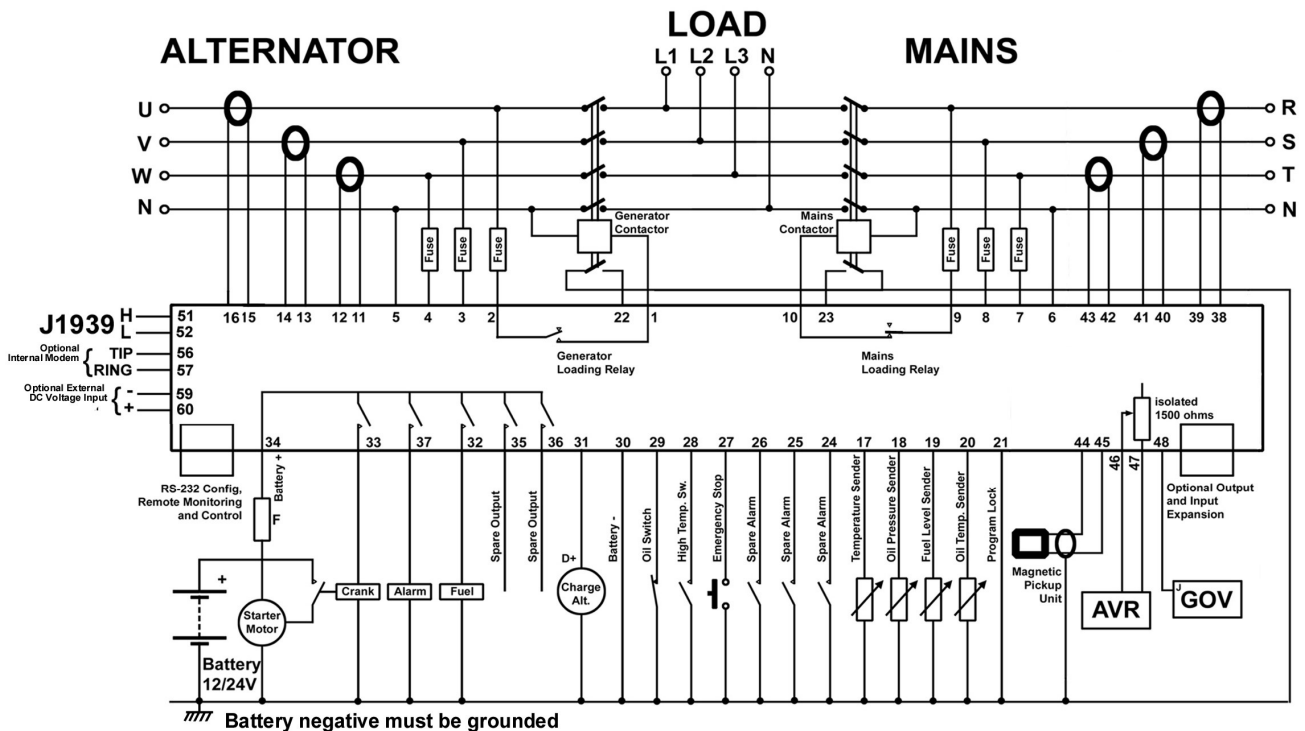 LOAD
ALTERNATOR
MAINS
L1 L2 L3 N
U
V
W
N
R
S
T
N
Generator
Contactor
Mains
Contactor
Fuse
Fuse
Fuse
Fuse
Fuse
Fuse
J1939
H
L
51
52
Optional
Internal Modem
TIP
RING
56
57
Optional External
DC Voltage Input
-
+
59
60
16 15 14 13 12 11 5 4 3 2 22 1 10 23 9 8 7 6 43 42 41 40 39 38
Generator
Loading Relay
Mains
Loading Relay
isolated
1500 ohms
34 33 37 32 35 36 31 30 29 28 27 26 25 24 17 18 19 20 21 44 45 46 47 48
RS-232 Config,
Remote Monitoring
and Control
Battery +
F
Spare Output
Spare Output
Battery -
Oil Switch
High Temp. Sw.
Emergency Stop
Spare Alarm
Spare Alarm
Spare Alarm
Temperature Sender
Oil Pressure Sender
Fuel Level Sender
Oil Temp. Sender
Program Lock
Optional Output
and Input
Expansion
D+
Charge
Alt.
Magnetic
Pickup
Unit
AVR
J
GOV
+
Starter
Motor
Crank
Alarm
Fuel
Battery
12/24V
Battery negative must be grounded